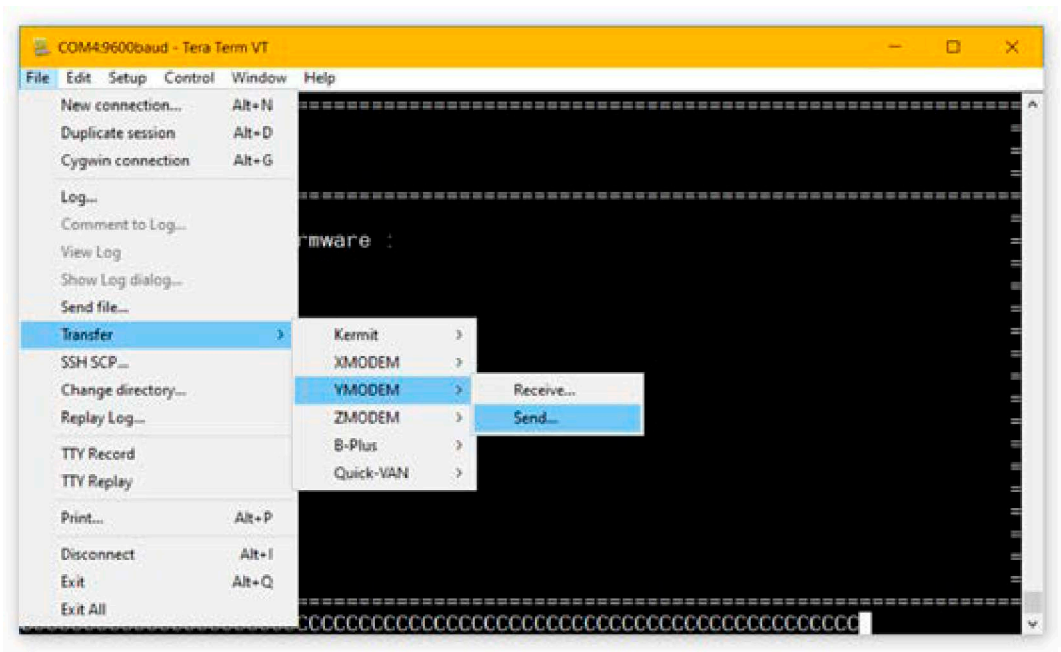 COM4:9600baud - Tera Term VT
File Edit Setup Control Window Help
New connection... Alt+N
Duplicate session Alt+D
Cygwin connection Alt+G
Log...
Comment to Log...
View Log
Show Log dialog...
Send file...
Transfer >
SSH SCP...
Change directory...
Replay Log...
TTY Record
TTY Replay
Print... Alt+P
Disconnect Alt+I
Exit Alt+Q
Exit All
Kermit >
XMODEM >
YMODEM >
ZMODEM >
B-Plus >
Quick-VAN >
Receive...
Send...
rmware :